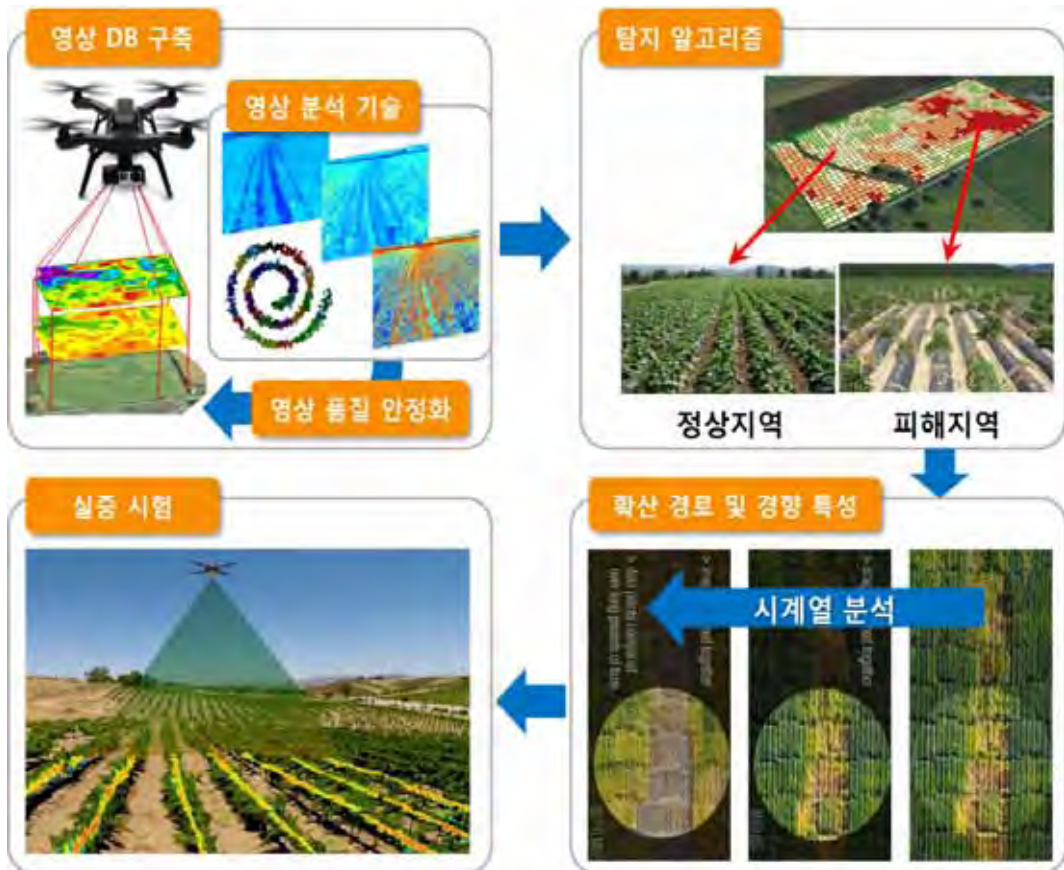 영상 DB 구축
영상 분석 기술
영상 품질 안정화
탐지 알고리즘
정상지역
피해지역
확산 경로 및 경향 특성
시계열 분석
실증 시험